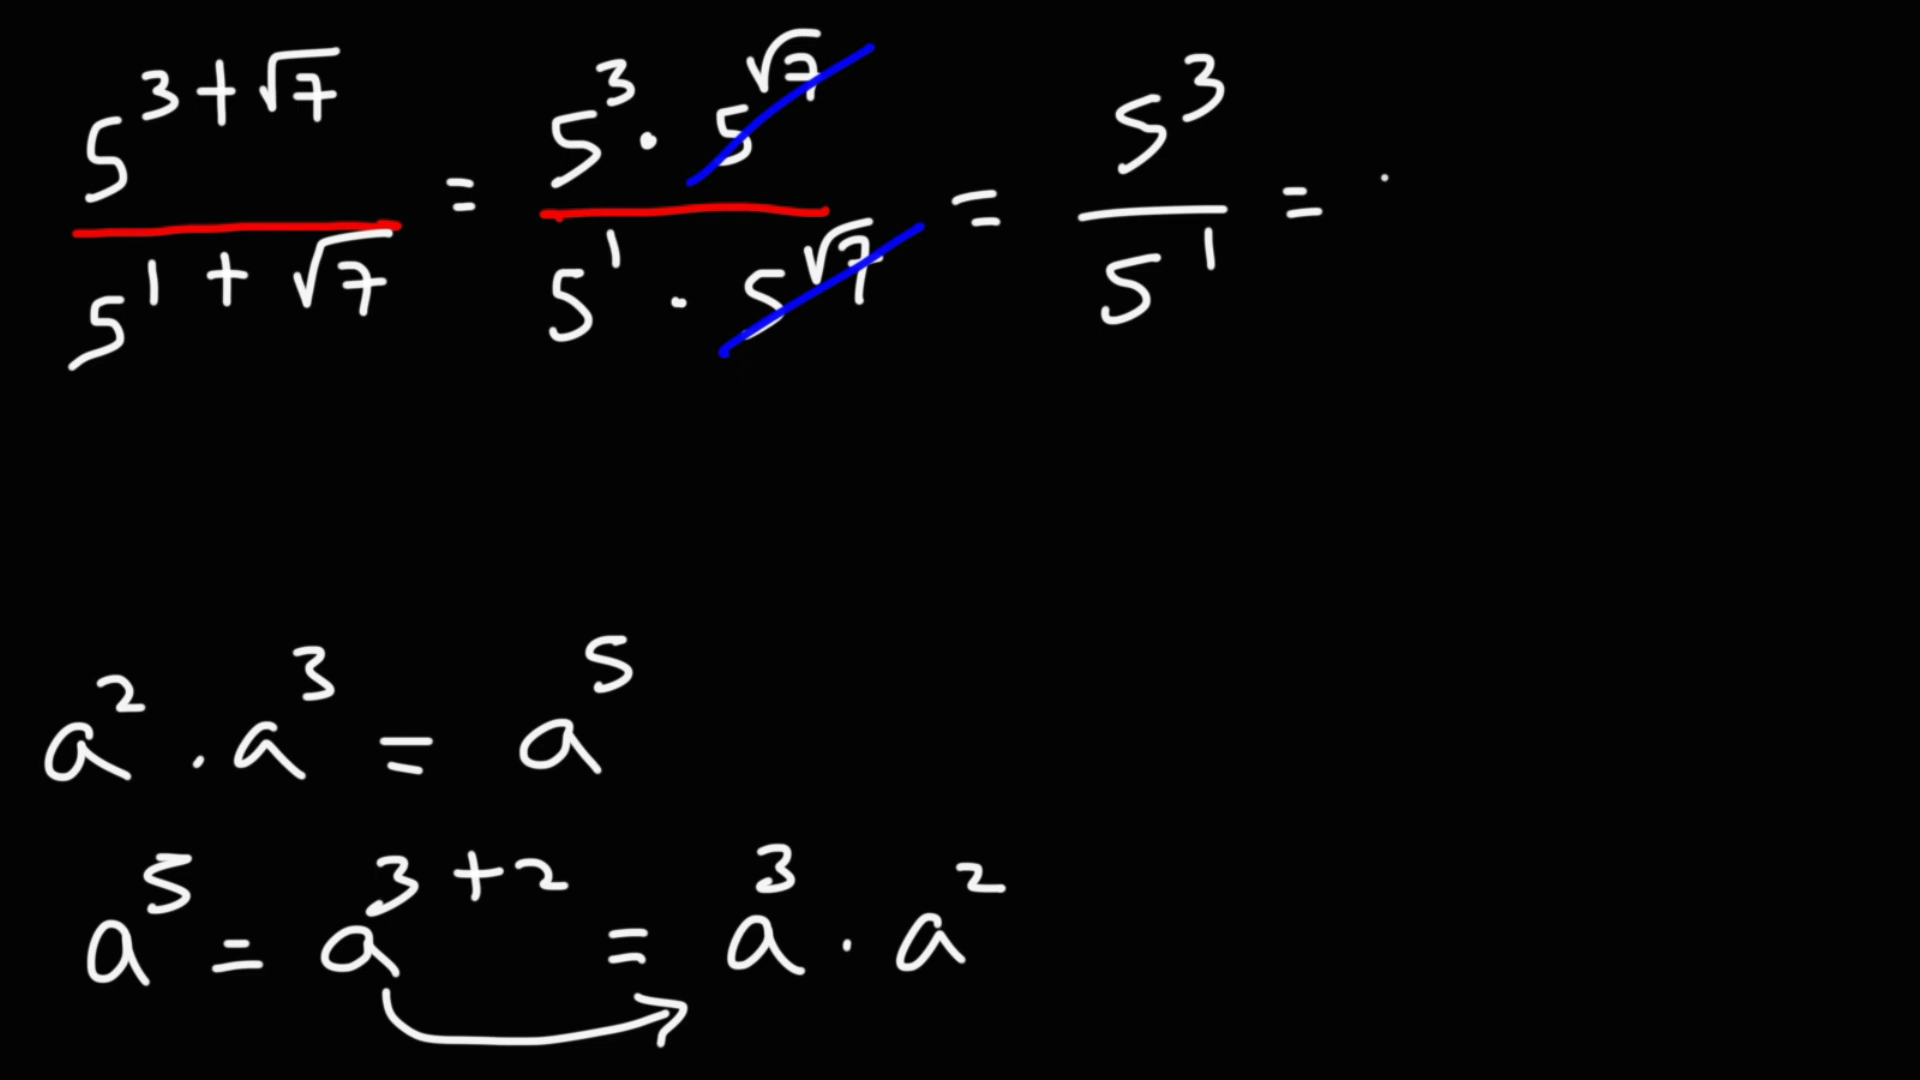 5^{3+√7} / 5^{1+√7} = 5^3 · 5^{√7} / 5^1 · 5^{√7} = 5^3 / 5^1 =
a^2 · a^3 = a^5
a^5 = a^{3+2} = a^3 · a^2